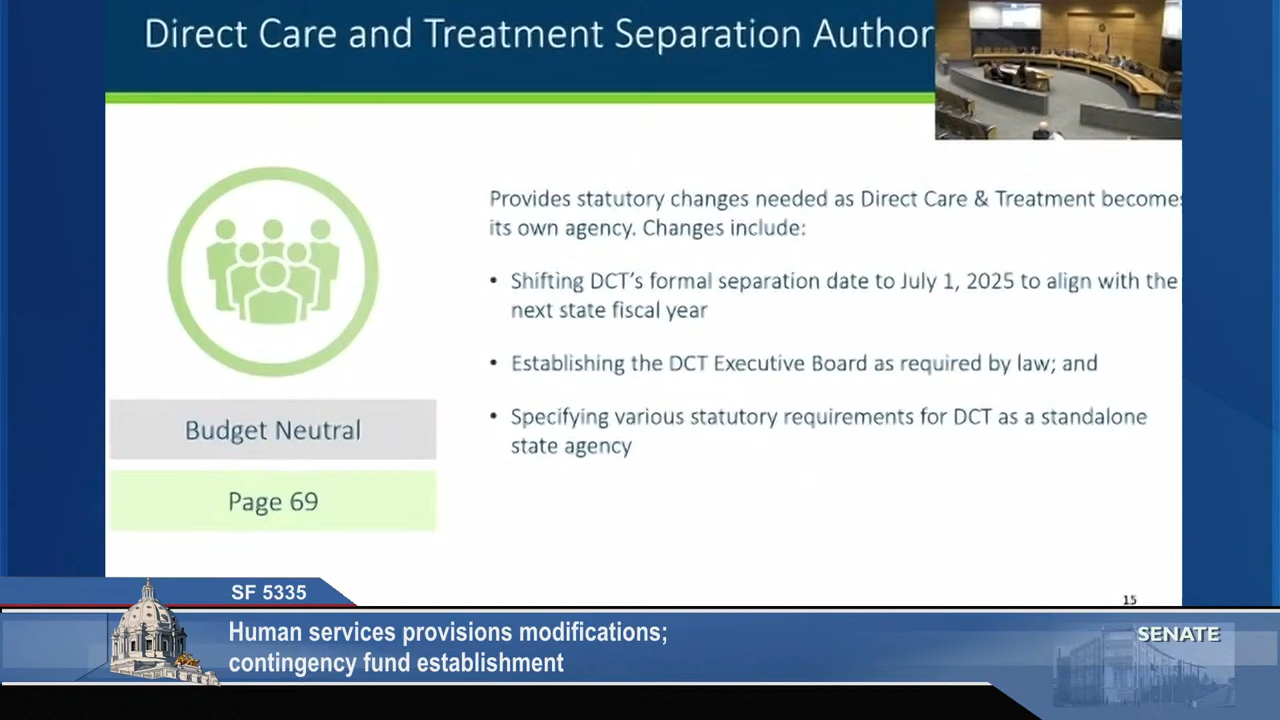 Direct Care and Treatment Separation Author
Provides statutory changes needed as Direct Care & Treatment becomes
its own agency. Changes include:
• Shifting DCT's formal separation date to July 1, 2025 to align with the
next state fiscal year
• Establishing the DCT Executive Board as required by law; and
• Specifying various statutory requirements for DCT as a standalone
state agency
Budget Neutral
Page 69
15
SF 5335
Human services provisions modifications;
contingency fund establishment
SENATE